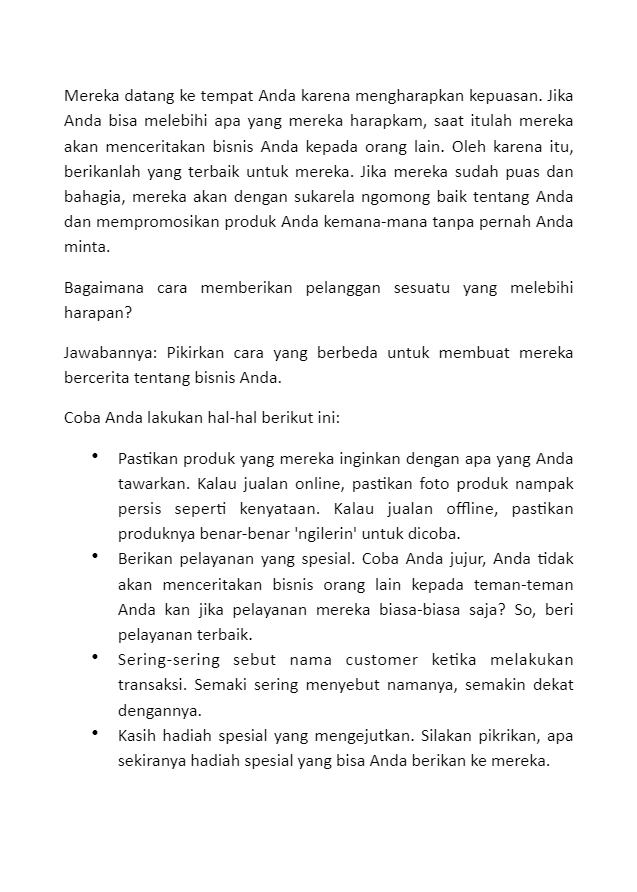 Mereka datang ke tempat Anda karena mengharapkan kepuasan. Jika
Anda bisa melebihi apa yang mereka harapkam, saat itulah mereka
akan menceritakan bisnis Anda kepada orang lain. Oleh karena itu,
berikanlah yang terbaik untuk mereka. Jika mereka sudah puas dan
bahagia, mereka akan dengan sukarela ngomong baik tentang Anda
dan mempromosikan produk Anda kemana-mana tanpa pernah Anda
minta.
Bagaimana cara memberikan pelanggan sesuatu yang melebihi
harapan?
Jawabannya: Pikirkan cara yang berbeda untuk membuat mereka
bercerita tentang bisnis Anda.
Coba Anda lakukan hal-hal berikut ini:
• Pastikan produk yang mereka inginkan dengan apa yang Anda
tawarkan. Kalau jualan online, pastikan foto produk nampak
persis seperti kenyataan. Kalau jualan offline, pastikan
produknya benar-benar 'ngilerin' untuk dicoba.
• Berikan pelayanan yang spesial. Coba Anda jujur, Anda tidak
akan menceritakan bisnis orang lain kepada teman-teman
Anda kan jika pelayanan mereka biasa-biasa saja? So, beri
pelayanan terbaik.
• Sering-sering sebut nama customer ketika melakukan
transaksi. Semaki sering menyebut namanya, semakin dekat
dengannya.
• Kasih hadiah spesial yang mengejutkan. Silakan pikrikan, apa
sekiranya hadiah spesial yang bisa Anda berikan ke mereka.